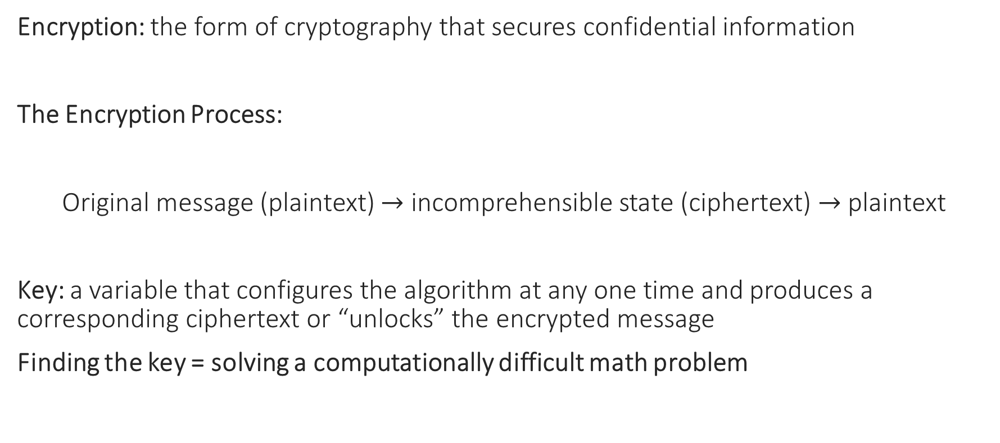 Encryption: the form of cryptography that secures confidential information
The Encryption Process:
Original message (plaintext) → incomprehensible state (ciphertext) → plaintext
Key: a variable that configures the algorithm at any one time and produces a
corresponding ciphertext or “unlocks” the encrypted message
Finding the key = solving a computationally difficult math problem